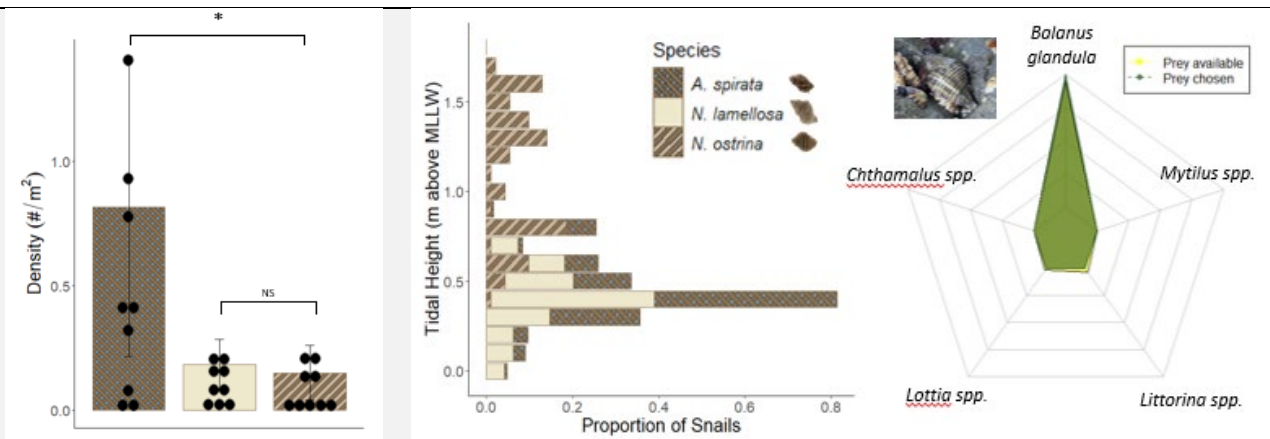 *
NS
Density (#/m²)
1.0
0.5
0.0
Tidal Height (m above MLLW)
1.5
1.0
0.5
0.0
0.0
0.2
0.4
0.6
0.8
Proportion of Snails
Species
A. spirata
N. lamellosa
N. ostrina
Balanus
glandula
Prey available
Prey chosen
Chthamalus spp.
Mytilus spp.
Lottia spp.
Littorina spp.